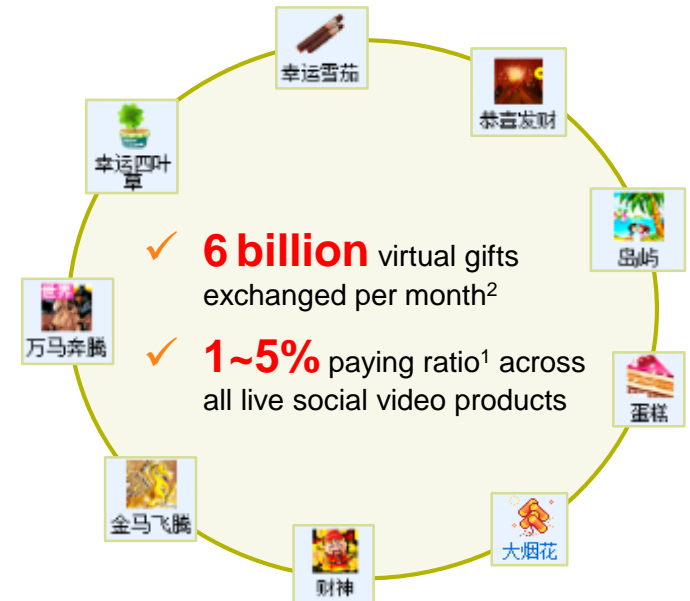 幸运雪茄
恭喜发财
幸运四叶
草
岛屿
✓ 6 billion virtual gifts
exchanged per month2
万马奔腾
✓ 1~5% paying ratio1 across
all live social video products
蛋糕
金马飞腾
大烟花
财神
世界